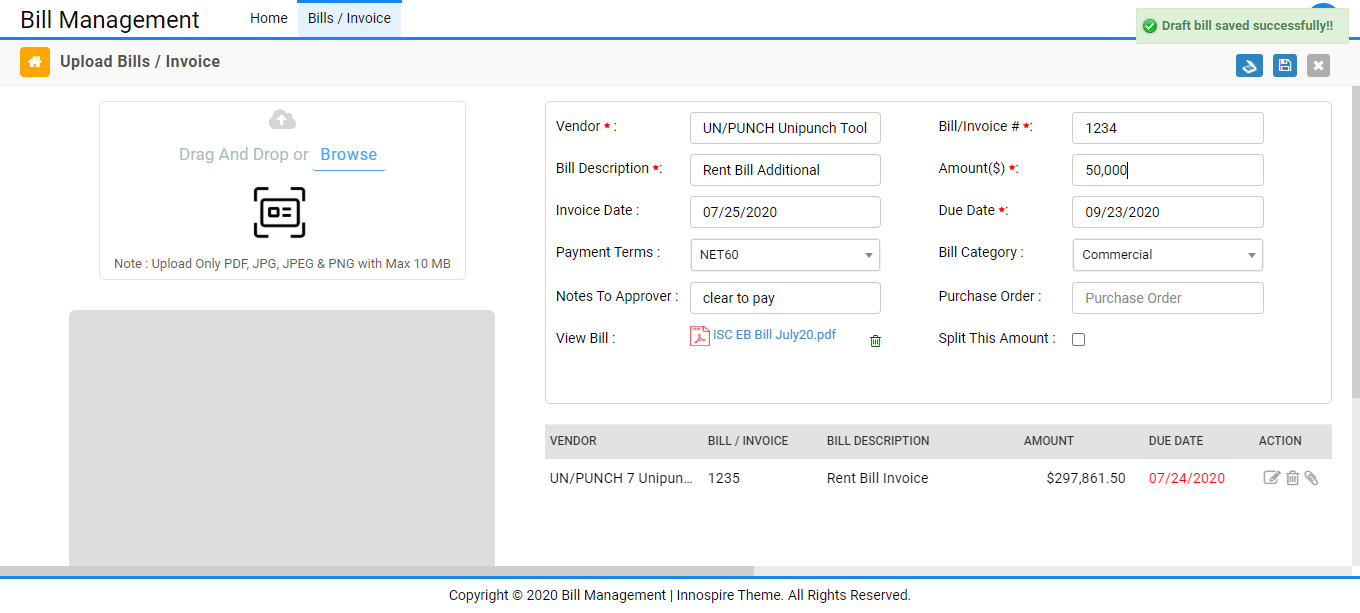 Bill Management
Home
Bills / Invoice
Draft bill saved successfully!!
Upload Bills / Invoice
Drag And Drop or Browse
Note : Upload Only PDF, JPG, JPEG & PNG with Max 10 MB
Vendor * : UN/PUNCH Unipunch Tool
Bill/Invoice # *: 1234
Bill Description *: Rent Bill Additional
Amount($) *: 50,000
Invoice Date : 07/25/2020
Due Date *: 09/23/2020
Payment Terms : NET60
Bill Category : Commercial
Notes To Approver : clear to pay
Purchase Order : Purchase Order
View Bill : ISC EB Bill July20.pdf
Split This Amount :
VENDOR BILL / INVOICE BILL DESCRIPTION AMOUNT DUE DATE ACTION
UN/PUNCH 7 Unipun... 1235 Rent Bill Invoice $297,861.50 07/24/2020
Copyright © 2020 Bill Management | Innospire Theme. All Rights Reserved.